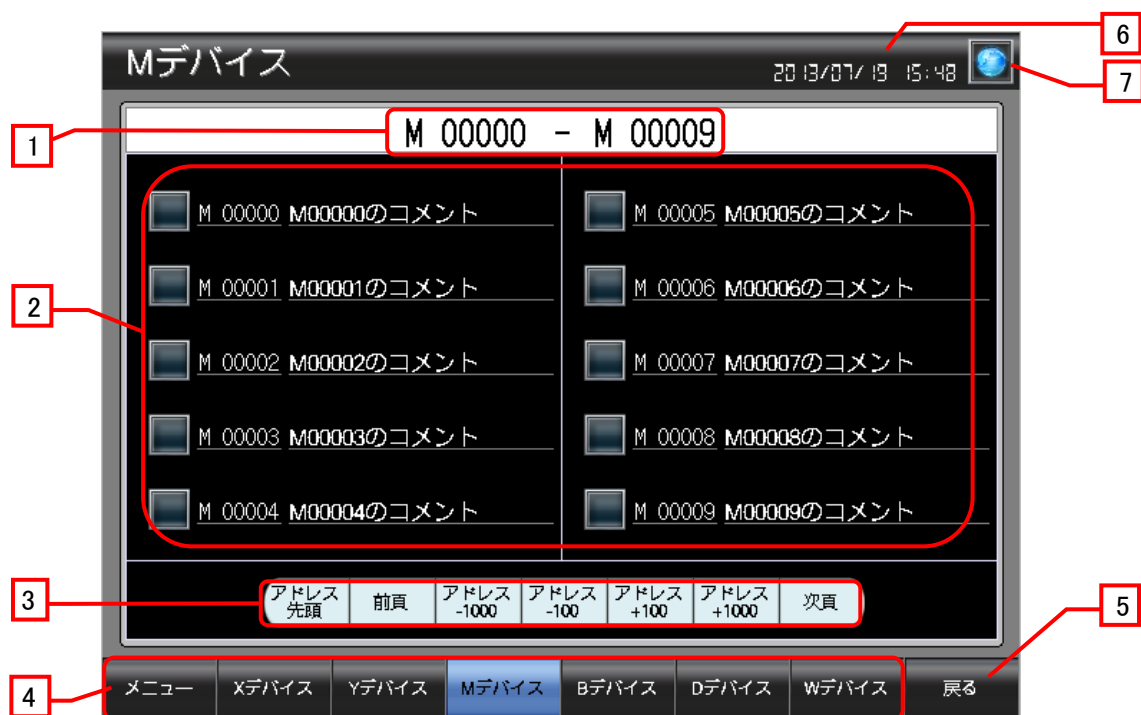 6
Mデバイス
2013/07/19 15:48
7
1
M 00000 - M 00009
M 00000 M00000のコメント
M 00005 M00005のコメント
M 00001 M00001のコメント
M 00006 M00006のコメント
2
M 00002 M00002のコメント
M 00007 M00007のコメント
M 00003 M00003のコメント
M 00008 M00008のコメント
M 00004 M00004のコメント
M 00009 M00009のコメント
3
アドレス
先頭
前頁
アドレス
-1000
アドレス
-100
アドレス
+100
アドレス
+1000
次頁
5
4
メニュー
Xデバイス
Yデバイス
Mデバイス
Bデバイス
Dデバイス
Wデバイス
戻る